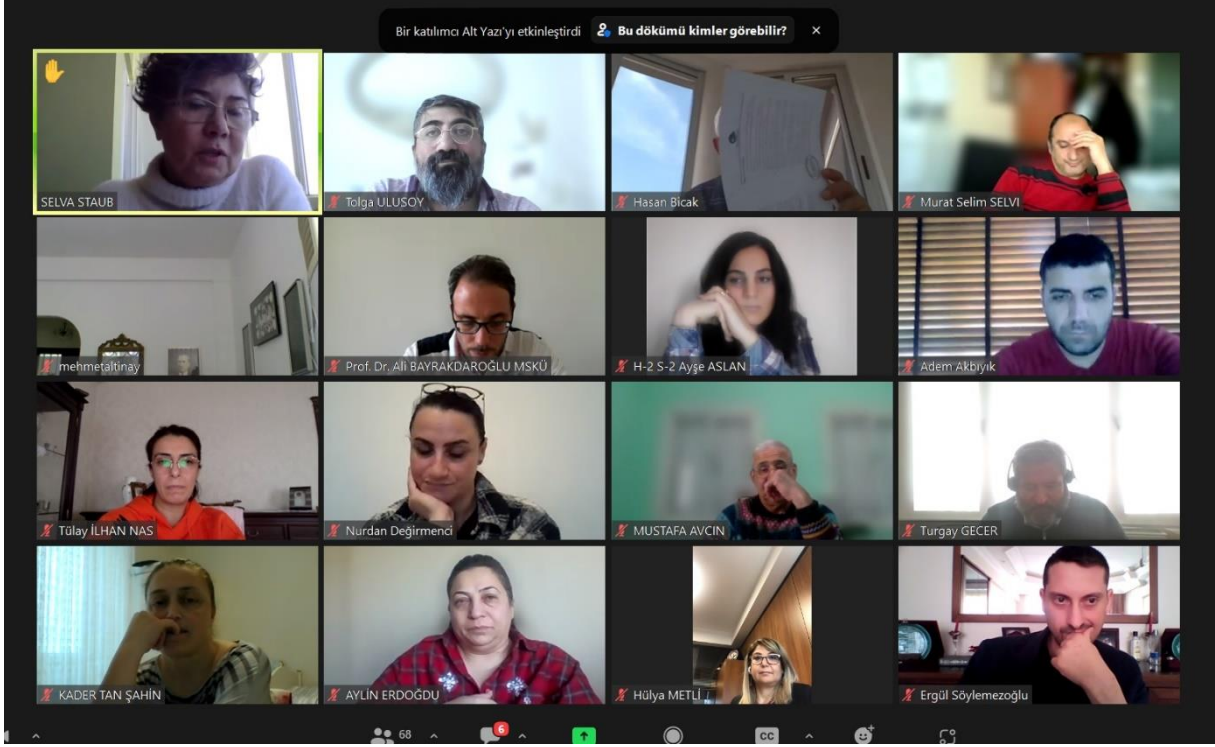 Bir katılımcı Alt Yazı'yı etkinleştirdi Bu dökümü kimler görebilir? ×
SELVA STAUB
Tolga ULUSOY
Hasan Bicak
Murat Selim SELVI
mehmetaltinay
Prof. Dr. Ali BAYRAKDAROĞLU MSKÜ
H-2 S-2 Ayşe ASLAN
Adem Akbıyık
Tülay İLHAN NAS
Nurdan Değirmenci
MUSTAFA AVCIN
Turgay GECER
KADER TAN ŞAHİN
AYLİN ERDOĞDU
Hülya METLİ
Ergül Söylemezoğlu
68 6 CC